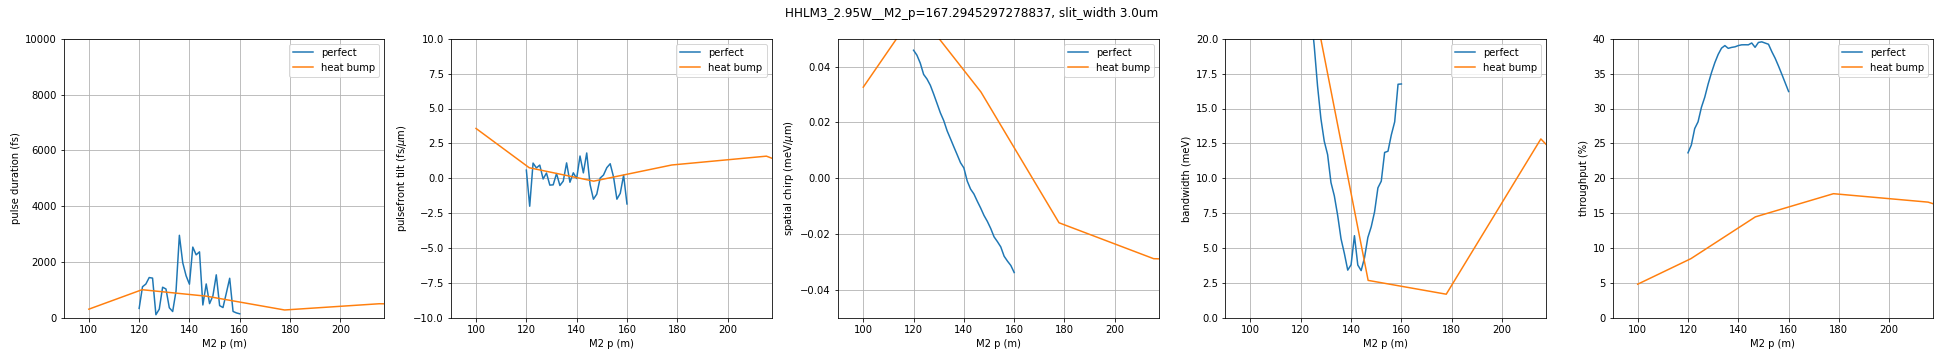 HHLM3_2.95W__M2_p=167.2945297278837, slit_width 3.0um
pulse duration (fs)
10000
8000
6000
4000
2000
0
100 120 140 160 180 200
M2 p (m)
perfect
heat bump
pulsefront tilt (fs/μm)
10.0
7.5
5.0
2.5
0.0
−2.5
−5.0
−7.5
−10.0
100 120 140 160 180 200
M2 p (m)
perfect
heat bump
spatial chirp (meV/μm)
0.04
0.02
0.00
−0.02
−0.04
100 120 140 160 180 200
M2 p (m)
perfect
heat bump
bandwidth (meV)
20.0
17.5
15.0
12.5
10.0
7.5
5.0
2.5
0.0
100 120 140 160 180 200
M2 p (m)
perfect
heat bump
throughput (%)
40
35
30
25
20
15
10
5
0
100 120 140 160 180 200
M2 p (m)
perfect
heat bump